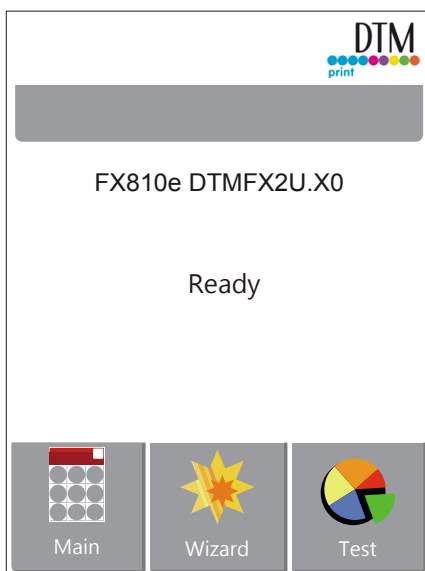 DTM
print
FX810e DTMFX2U.X0
Ready
Main
Wizard
Test